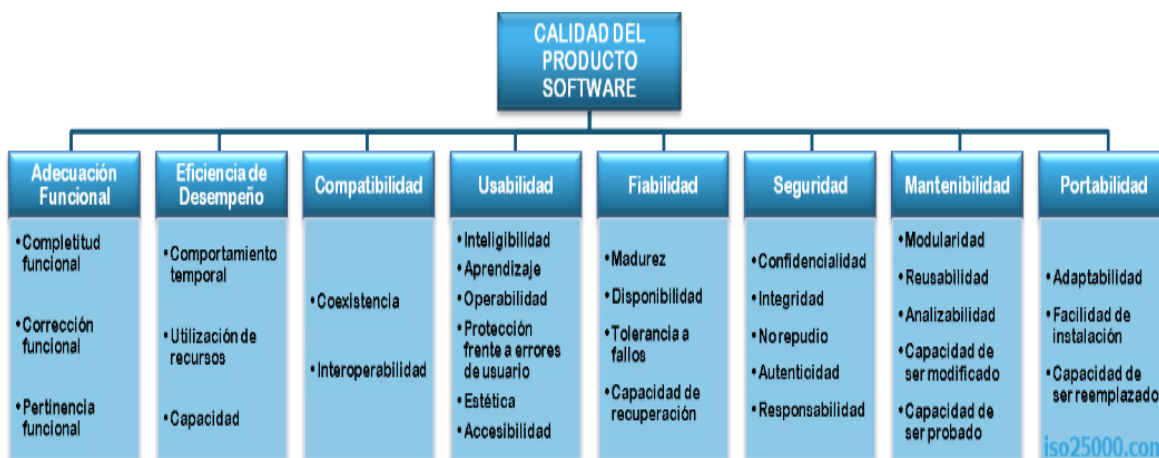 CALIDAD DEL
PRODUCTO
SOFTWARE
Adecuación
Funcional
•Completitud
funcional
•Corrección
funcional
•Pertinencia
funcional
Eficiencia de
Desempeño
•Comportamiento
temporal
•Utilización de
recursos
•Capacidad
Compatibilidad
•Coexistencia
•Interoperabilidad
Usabilidad
•Inteligibilidad
•Aprendizaje
•Operabilidad
•Protección
frente a errores
de usuario
•Estética
•Accesibilidad
Fiabilidad
•Madurez
•Disponibilidad
•Tolerancia a
fallos
•Capacidad de
recuperación
Seguridad
•Confidencialidad
•Integridad
•No repudio
•Autenticidad
•Responsabilidad
Mantenibilidad
•Modularidad
•Reusabilidad
•Analizabilidad
•Capacidad de
ser modificado
•Capacidad de
ser probado
Portabilidad
•Adaptabilidad
•Facilidad de
instalación
•Capacidad de
ser reemplazado
iso25000.com